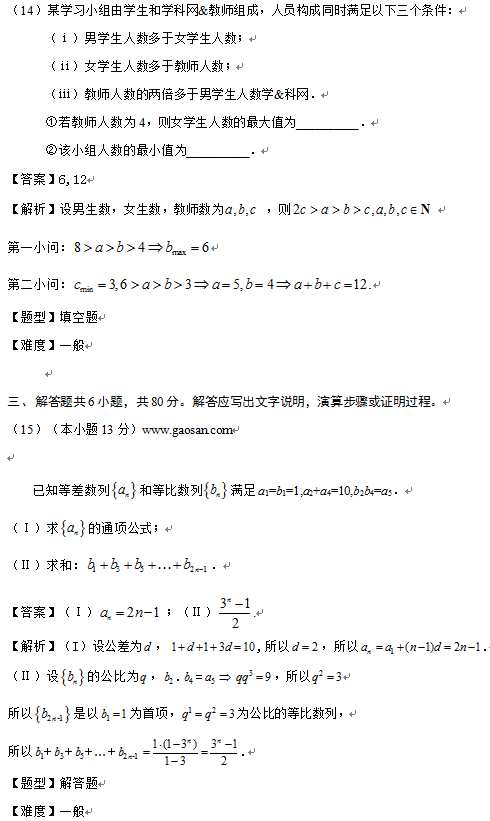 （14）某学习小组由学生和学科网&教师组成，人员构成同时满足以下三个条件：
（ⅰ）男学生人数多于女学生人数；
（ⅱ）女学生人数多于教师人数；
（ⅲ）教师人数的两倍多于男学生人数学&科网．
①若教师人数为 4，则女学生人数的最大值为__________．
②该小组人数的最小值为__________．
【答案】6,12
【解析】设男生数，女生数，教师数为a,b,c ，则2c > a > b > c,a,b,c∈N
第一小问：8 > a > b > 4 ⇒ b_max = 6
第二小问：c_min = 3,6 > a > b > 3 ⇒ a = 5, b = 4 ⇒ a + b + c = 12.
【题型】填空题
【难度】一般
三、解答题共 6 小题，共 80 分。解答应写出文字说明，演算步骤或证明过程。
（15）（本小题 13 分）www.gaosan.com
已知等差数列{a_n}和等比数列{b_n}满足 a₁=b₁=1,a₂+a₄=10,b₂b₄=a₅．
（Ⅰ）求{a_n}的通项公式；
（Ⅱ）求和：b₁ + b₃ + b₅ + … + b_{2n−1}．
【答案】（Ⅰ）a_n = 2n−1；（Ⅱ）(3ⁿ −1)/2.
【解析】（I）设公差为d，1+d+1+3d =10,所以d = 2，所以a_n = a₁ +(n−1)d = 2n−1.
（Ⅱ）设{b_n}的公比为q，b₂.b₄=a₅ ⇒ qq³ = 9，所以q² = 3
所以{b_{2n-1}}是以b₁ =1为首项，q¹ = q² = 3为公比的等比数列，
所以b₁+ b₃+ b₅+…+ b_{2n−1} = 1·(1−3ⁿ)/(1−3) = (3ⁿ −1)/2.
【题型】解答题
【难度】一般